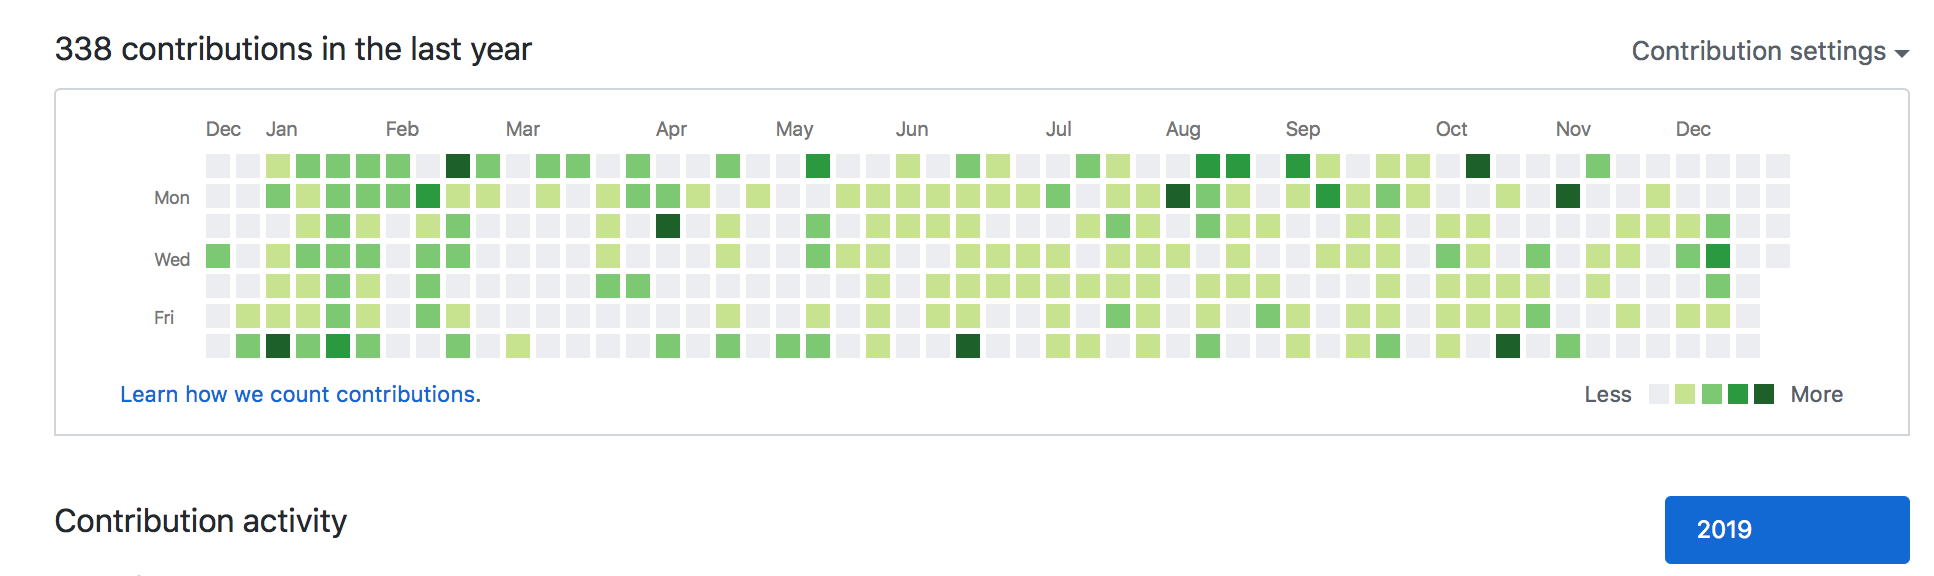 338 contributions in the last year
Contribution settings
Dec Jan Feb Mar Apr May Jun Jul Aug Sep Oct Nov Dec
Mon
Wed
Fri
Learn how we count contributions.
Less More
Contribution activity
2019